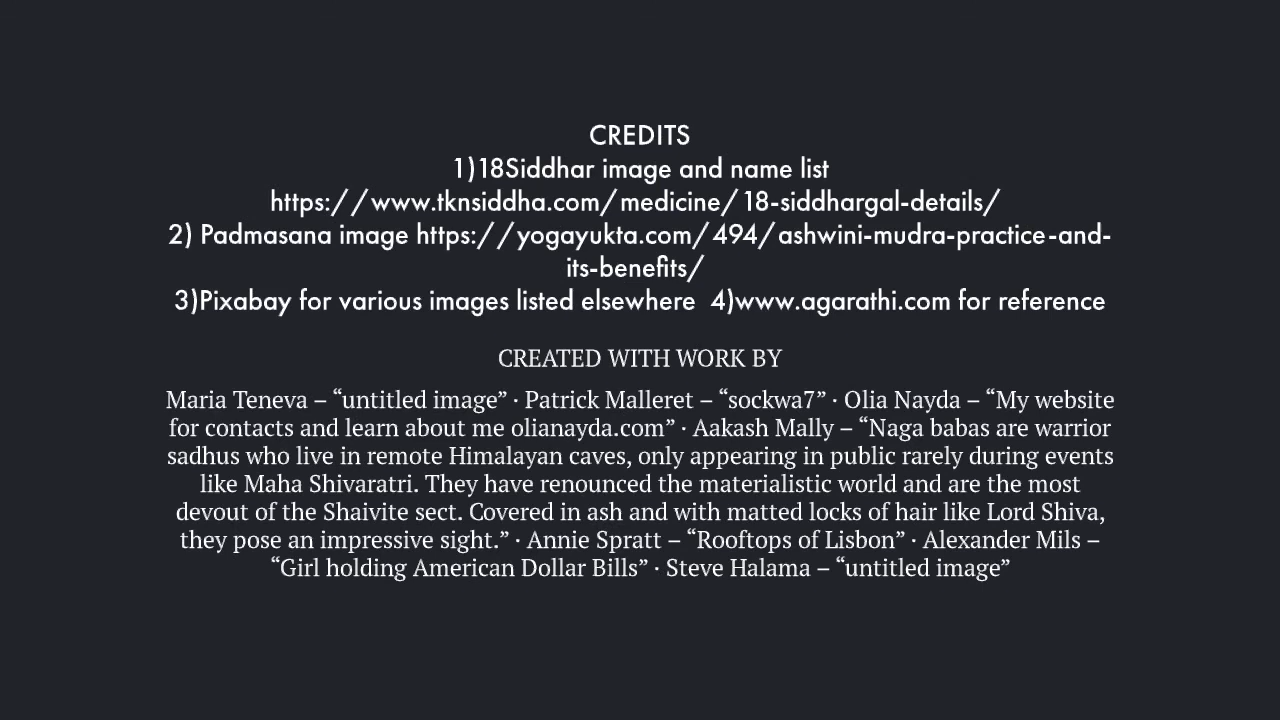 CREDITS
1)18Siddhar image and name list
https://www.tknsiddha.com/medicine/18-siddhargal-details/
2) Padmasana image https://yogayukta.com/494/ashwini-mudra-practice-and-
its-benefits/
3)Pixabay for various images listed elsewhere  4)www.agarathi.com for reference
CREATED WITH WORK BY
Maria Teneva – “untitled image” · Patrick Malleret – “sockwa7” · Olia Nayda – “My website
for contacts and learn about me olianayda.com” · Aakash Mally – “Naga babas are warrior
sadhus who live in remote Himalayan caves, only appearing in public rarely during events
like Maha Shivaratri. They have renounced the materialistic world and are the most
devout of the Shaivite sect. Covered in ash and with matted locks of hair like Lord Shiva,
they pose an impressive sight.” · Annie Spratt – “Rooftops of Lisbon” · Alexander Mils –
“Girl holding American Dollar Bills” · Steve Halama – “untitled image”